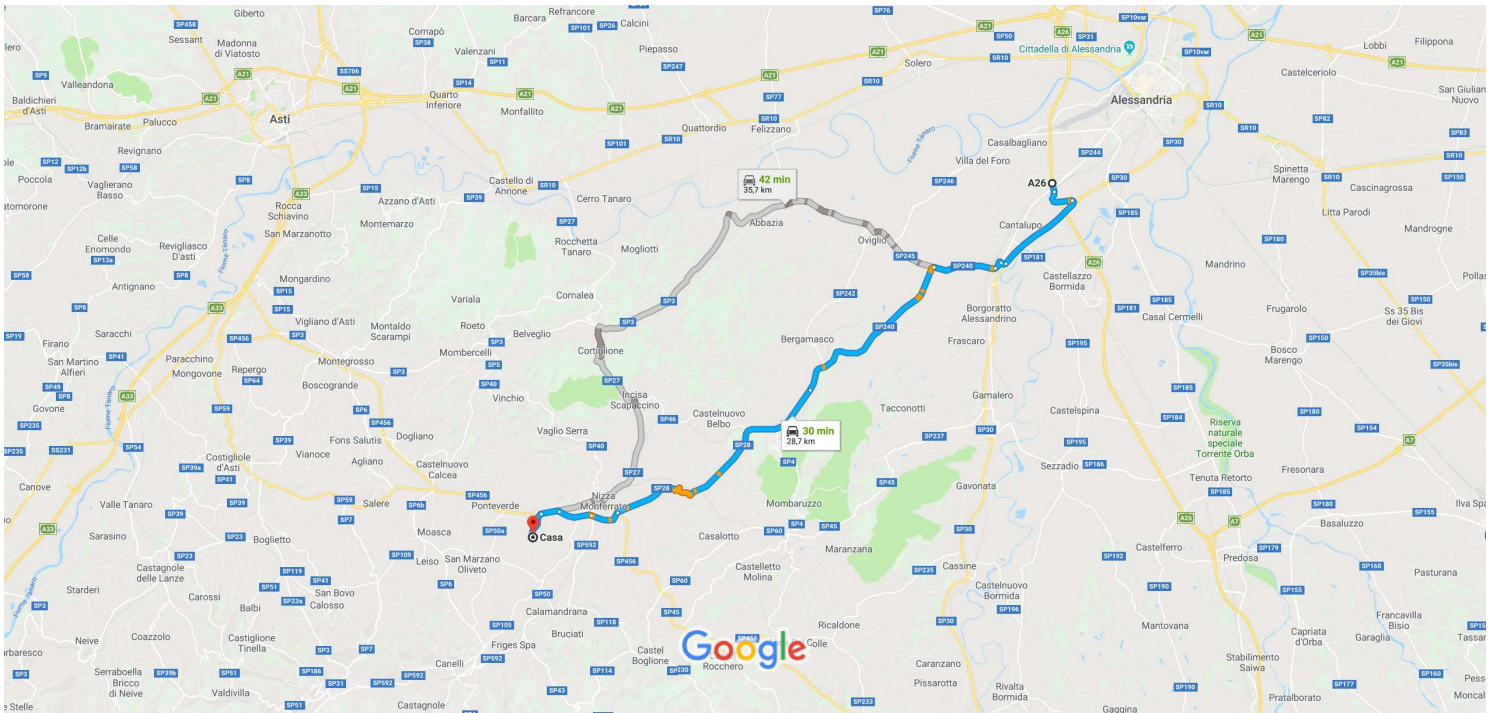 Giberto
Refrancore
Barcara
SP26
Calcini
SP101
SP76
SP458
Sessant
Cornapò
SP38
A21
SP50
A26
SP31
SP10var
Madonna
di Viatosto
Valenzani
SP11
Piepasso
Cittadella di Alessandria
Lobbi
Filippona
SP9
Valleandona
A21
SS706
SP14
SP247
A21
Solero
SR10
SP10var
A21
Castelceriolo
Baldichieri
d'Asti
A21
Asti
A21
Quarto
Inferiore
A21
Monfallito
A21
SP77
SR10
Alessandria
San Giulian
Nuovo
Bramairate
Palucco
Quattordio
Felizzano
SR10
SR10
SP82
SP83
Revignano
SP101
SR10
Fiume Tanaro
Casalbagliano
SP30
SR10
SP12
SP12b
SP58
SP244
Villa del Foro
Spinetta
Marengo
Poccola
Vaglierano
Basso
SP8
A33
SP15
Castello di
Annone
SR10
42 min
35,7 km
SP246
A26
SP30
SR10
SP150
Cascinagrossa
Rocca
Schiavino
Azzano d'Asti
SP39
Cerro Tanaro
SP185
Litta Parodi
San Marzanotto
Montemarzo
SP27
Abbazia
Cantalupo
Mandrogne
Celle
Enomondo
SP13a
Revigliasco
D'asti
Fiume Tanaro
Rocchetta
Tanaro
Mogliotti
Oviglio
SP245
SP240
SP181
SP180
SP58
SP8
Mongardino
A26
Mandrino
SP35bis
Antignano
SP15
Cornalea
SP3
SP242
Castellazzo
Bormida
SP8
A33
SP15
Variala
SP181
SP185
SP180
SP150
SP19
Saracchi
Vigliano d'Asti
Montaldo
Scarampi
Roeto
Belveglio
SP3
SP240
Borgoratto
Alessandrino
Casal Cermelli
Frugarolo
Ss 35 Bis
dei Giovi
Firano
SP41
SP456
SP3
Mombercelli
SP3
Cortiglione
Bergamasco
Frascaro
SP195
SP150
San Martino
Alfieri
Paracchino
Mongovone
Repergo
SP64
Montegrosso
SP3
SP5
Bosco
Marengo
SP35bis
SP49
SP8
A33
Boscogrande
SP40
Vinchio
SP27
Incisa
Scapaccino
Gamalero
SP185
Govone
SP59
SP6
SP46
Castelnuovo
Belbo
Tacconotti
Castelspina
SP184
SP180
SP235
SP456
30 min
28,7 km
Riserva
naturale
speciale
Torrente Orba
SP154
SP235
SS231
SP54
SP39
Fons Salutis
Dogliano
Vaglio Serra
SP40
SP28
SP237
SP30
SP195
A7
Costigliole
d'Asti
Vianoce
Agliano
Castelnuovo
Calcea
SP27
SP4
Sezzadio
SP186
Fresonara
SP39a
SP41
Canove
SP456
SP28
SP45
Gavonata
Tenuta Retorto
Valle Tanaro
SP39
SP59
Salere
SP6b
Ponteverde
Nizza
Monferrato
Mombaruzzo
SP185
SP180
SP155
Ilva Spa
A33
SP39
SP7
Moasca
SP50a
Casa
SP60
SP4
SP45
SP30
A26
A7
Basaluzzo
Sarasino
SP23
Boglietto
SP109
Leiso
San Marzano
Oliveto
SP592
SP456
Casalotto
Maranzana
Castelferro
SP179
Castagnole
delle Lanze
SP23
SP119
SP6
Castelletto
Molina
SP235
Cassine
SP192
Predosa
SP160
Starderi
SP51
SP41
San Bovo
SP50
SP60
Castelnuovo
Bormida
SP190
SP155
Pasturana
SP3
Carossi
SP23a
Calosso
Calamandrana
SP45
SP196
Balbi
SP105
SP118
SP30
Mantovana
Francavilla
Bisio
Neive
Coazzolo
Castiglione
Tinella
Friges Spa
Bruciati
Google
SP456
Ricaldone
Capriata
d'Orba
Garaglia
SP3
SP7
Canelli
SP592
Castel
Boglione
Rocchero
Caranzano
Stabilimento
Saiwa
SP3
Serraboella
Bricco
di Neive
SP39b
SP51
SP186
SP31
SP592
SP592
SP114
SP230
Pissarotta
Rivalta
Bormida
SP190
SP177
SP160
Valdivilla
SP51
Castagnole
SP43
SP233
Gaggina
Pratalborato